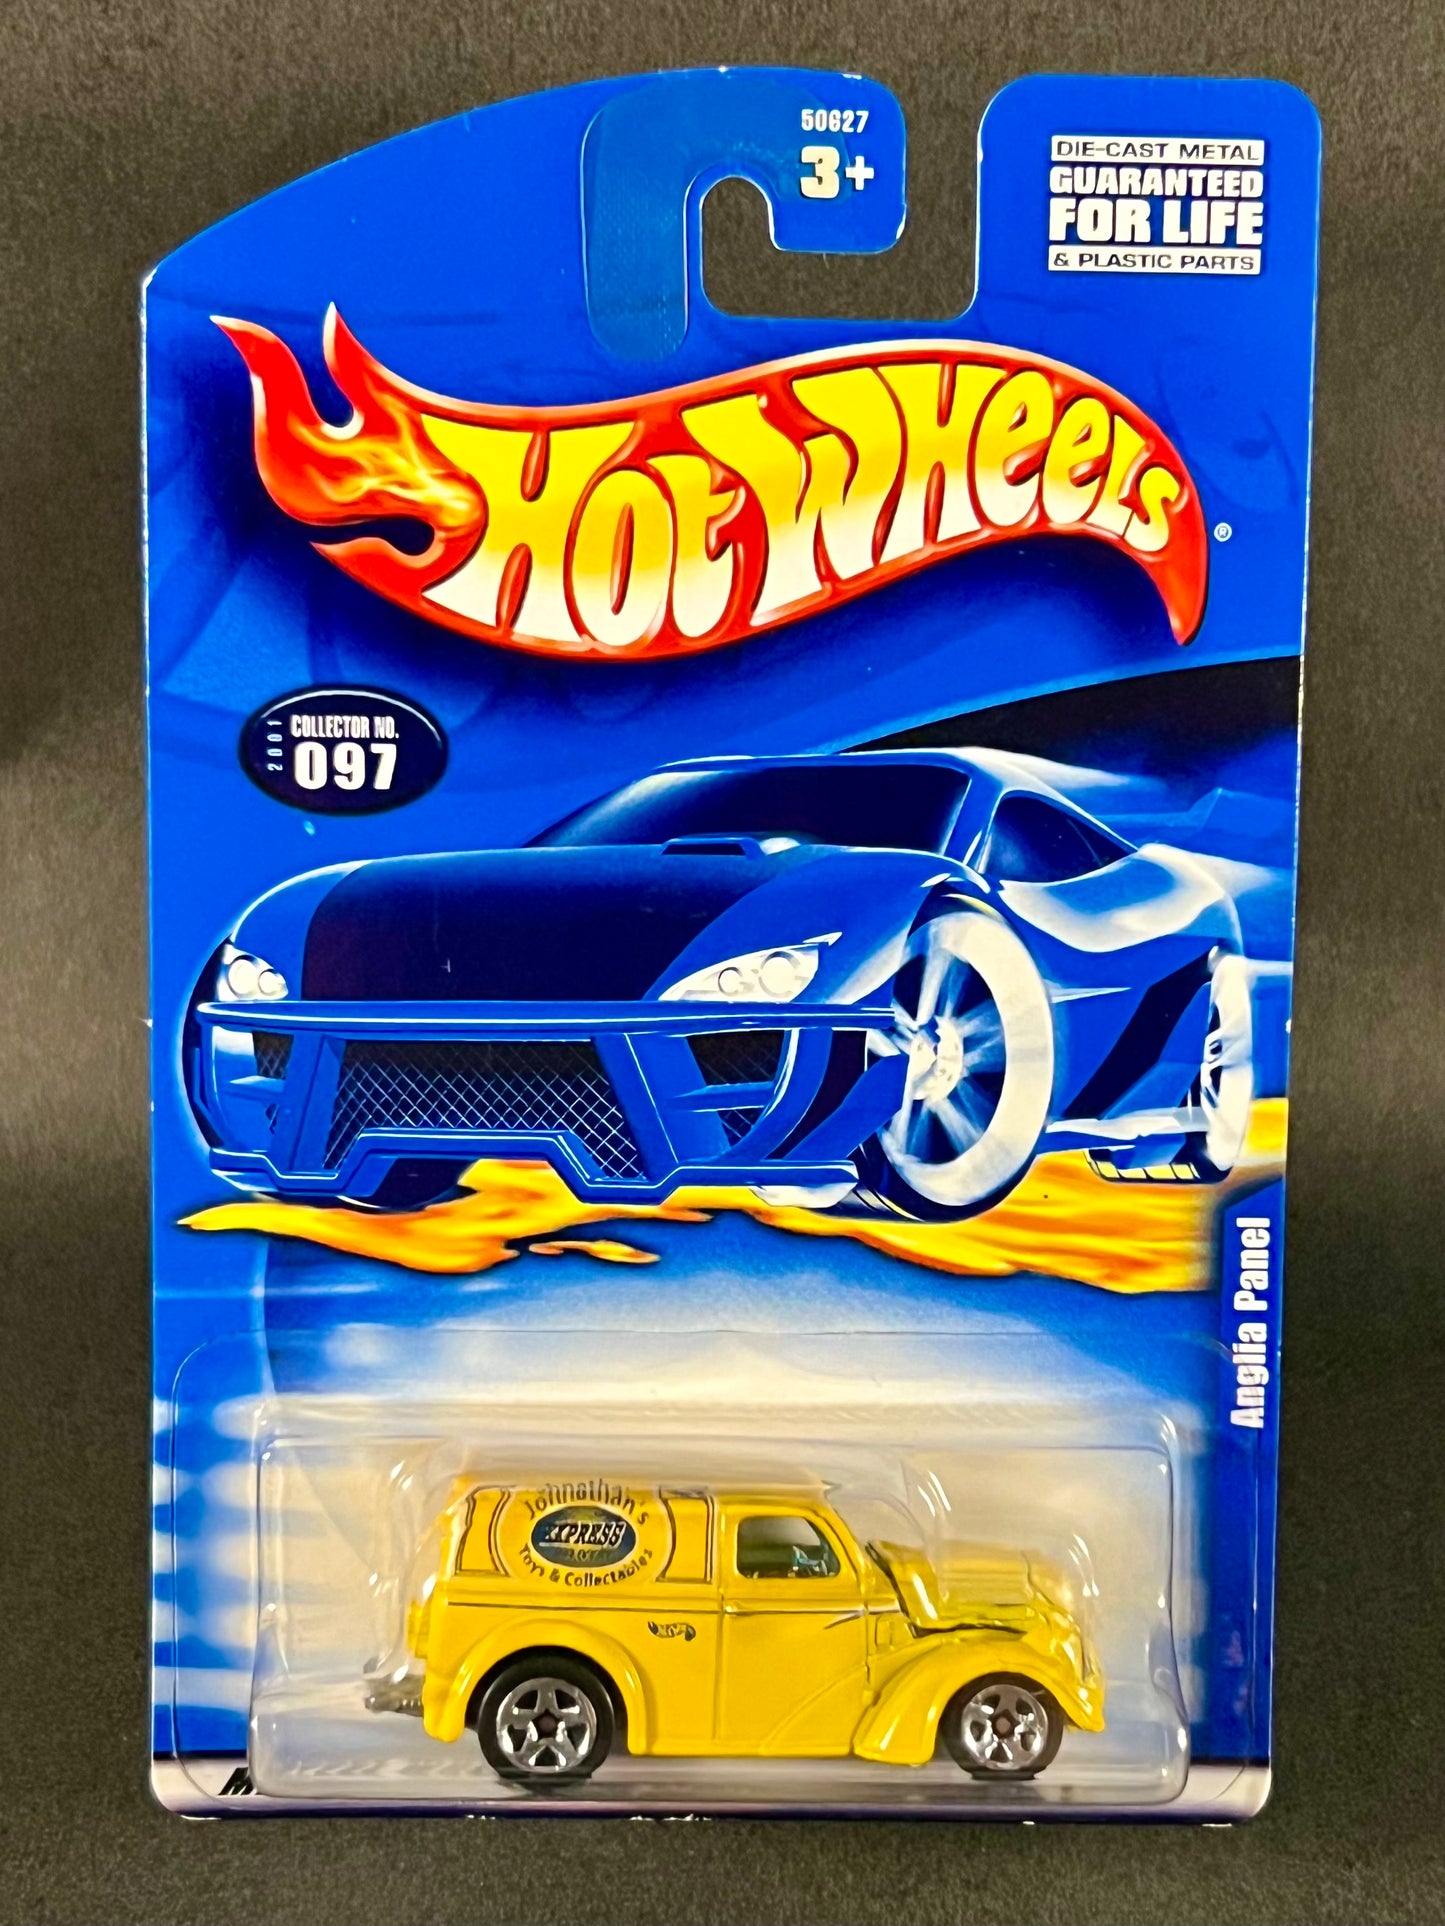 50627
3+
DIE-CAST METAL
GUARANTEED
FOR LIFE
& PLASTIC PARTS
HOT WHEELS
®
2001
COLLECTOR NO.
097
Anglia Panel
Johnathan's
EXPRESS
Toys & Collectables
HW